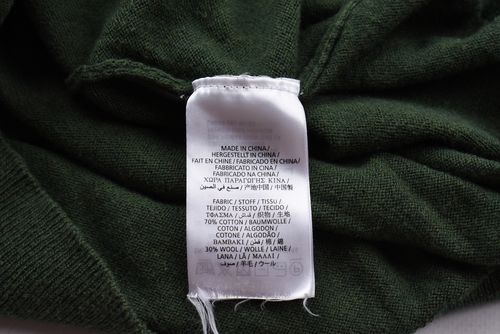 MADE IN CHINA /
HERGESTELLT IN CHINA /
FAIT EN CHINE / FABRICADO EN CHINA /
FABBRICATO IN CINA /
FABRICADO NA CHINA /
ΧΩΡΑ ΠΑΡΑΓΩΓΗΣ ΚΙΝΑ /
صنع في الصين / 产地中国 / 中国製
FABRIC / STOFF / TISSU /
TEJIDO / TESSUTO / TECIDO /
ΥΦΑΣΜΑ / قماش / 织物 / 生地
70% COTTON / BAUMWOLLE /
COTON / ALGODON /
COTONE / ALGODÃO /
ΒΑΜΒΑΚΙ / قطن / 棉 / 綿
30% WOOL / WOLLE / LAINE /
LANA / LÃ / ΜΑΛΛΙ /
صوف / 羊毛 / ウール